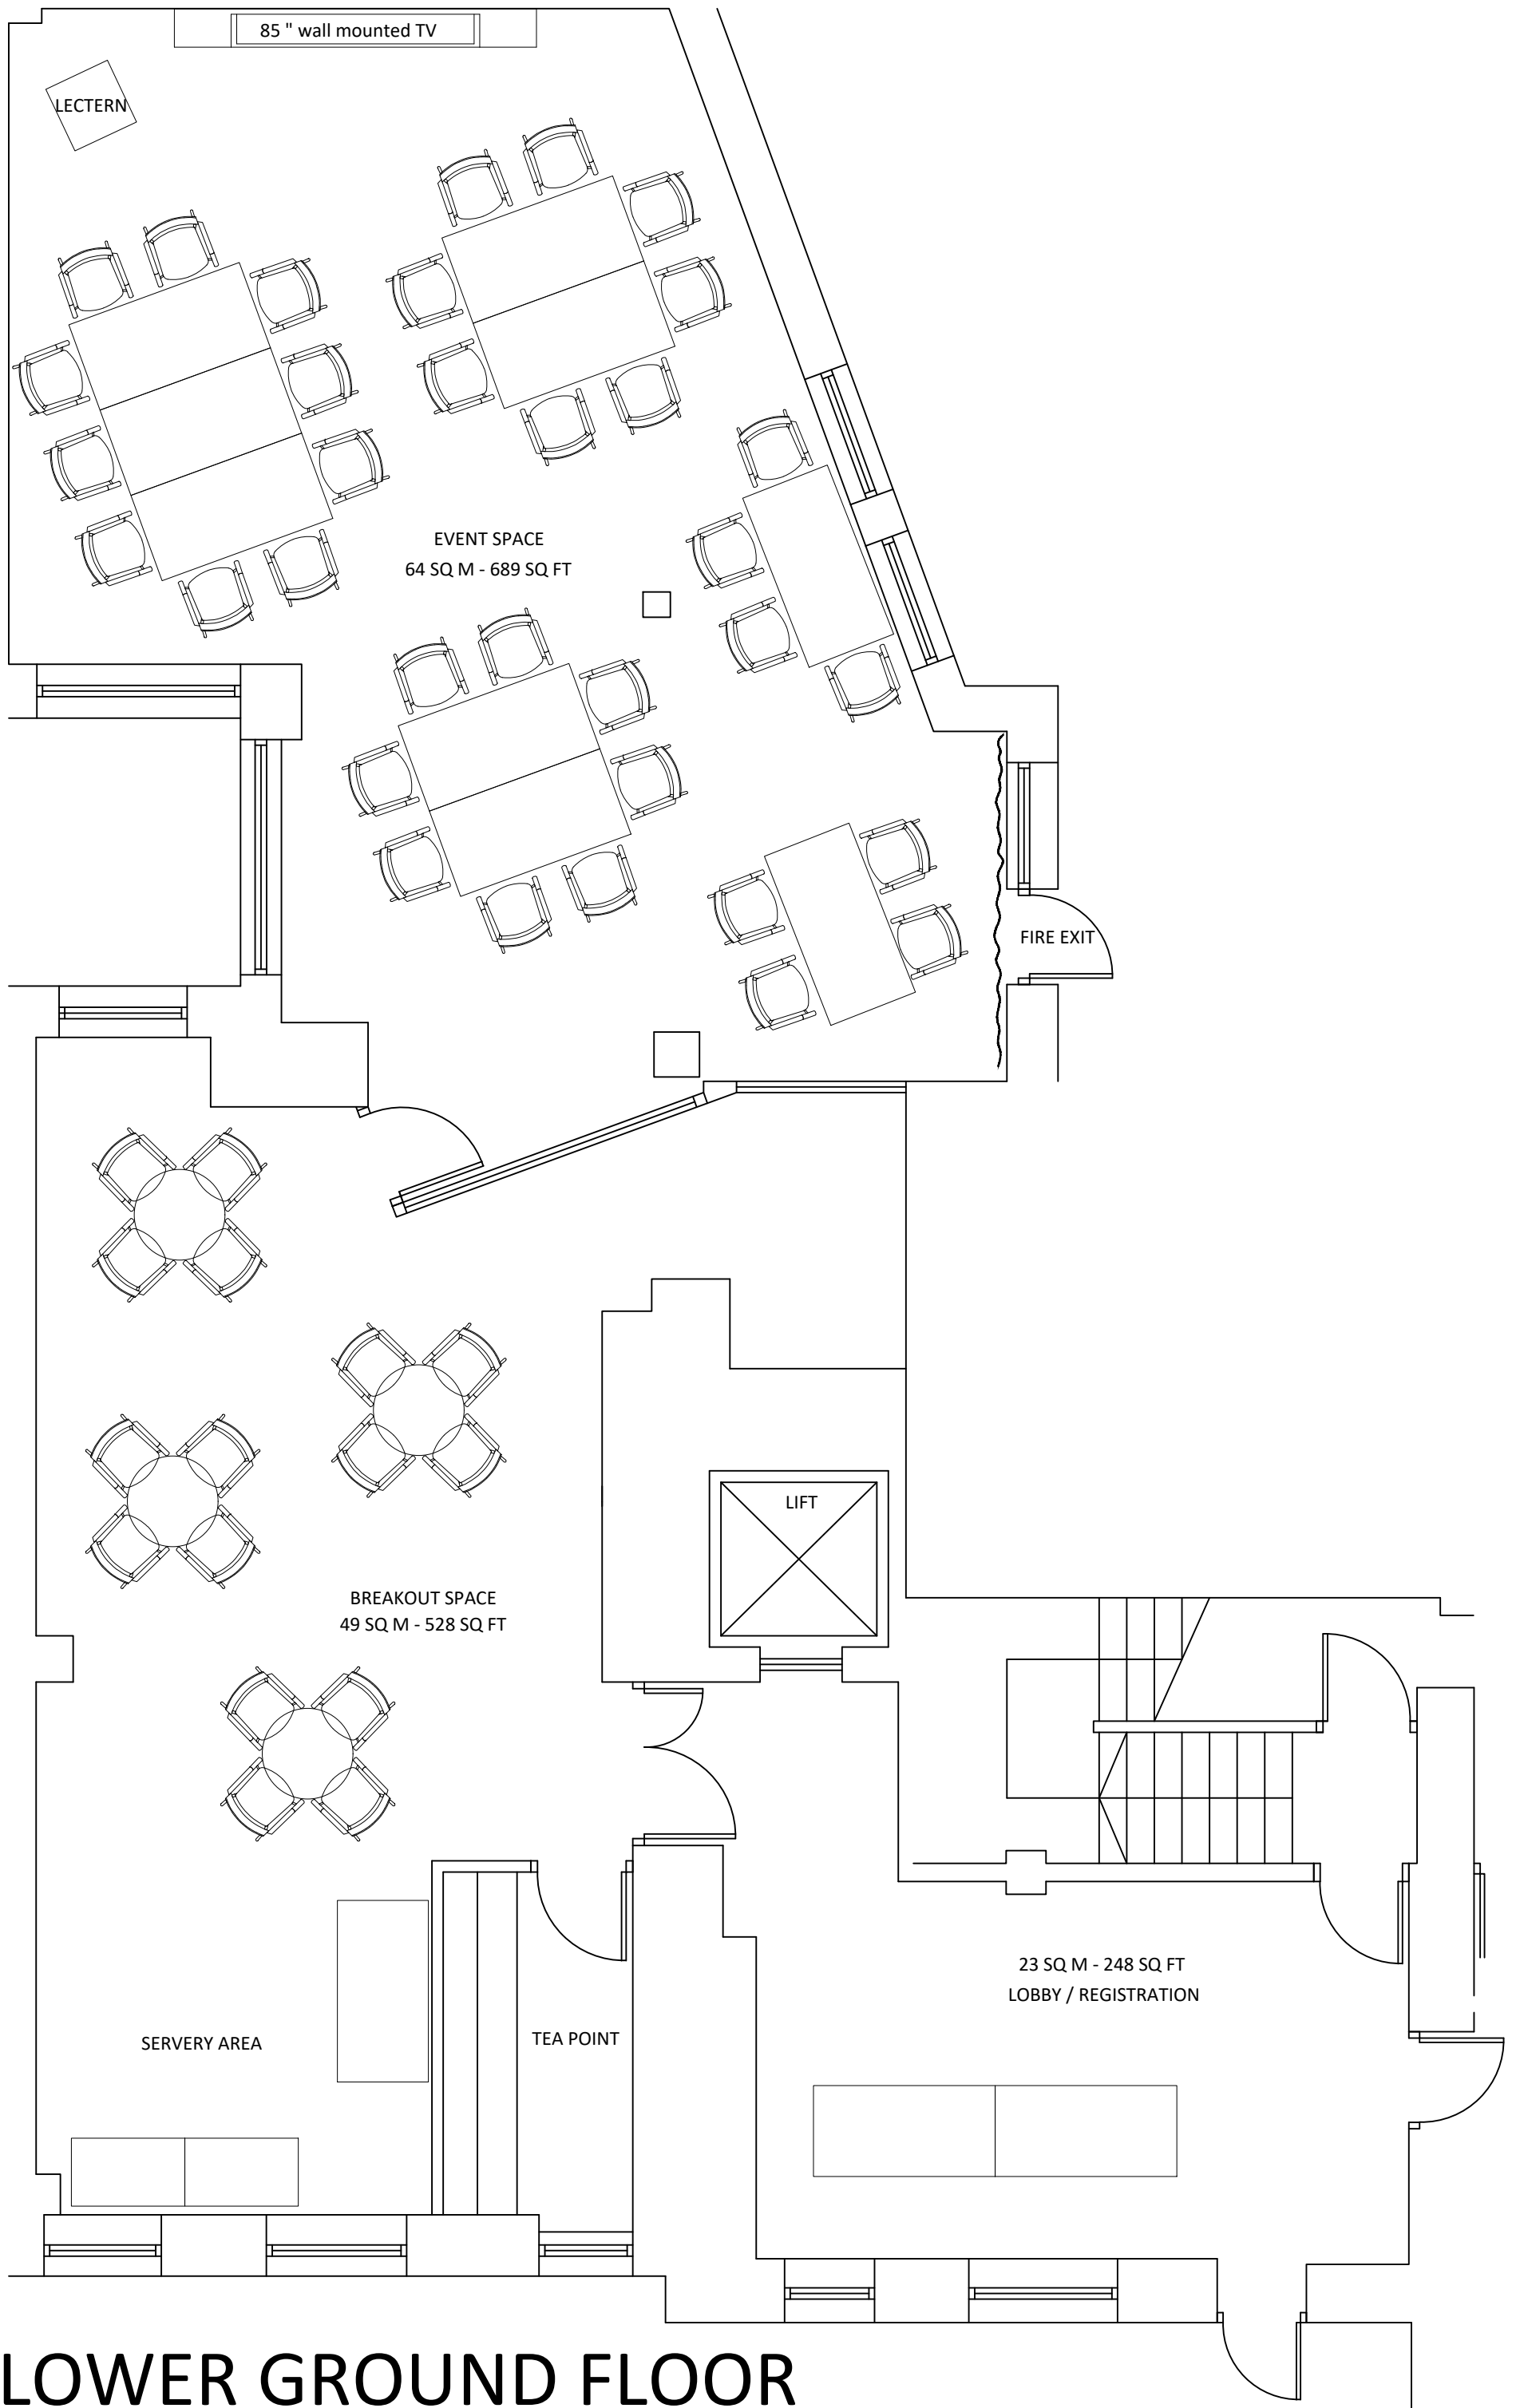 85 " wall mounted TV
LECTERN
EVENT SPACE
64 SQ M - 689 SQ FT
FIRE EXIT
LIFT
BREAKOUT SPACE
49 SQ M - 528 SQ FT
23 SQ M - 248 SQ FT
LOBBY / REGISTRATION
SERVERY AREA
TEA POINT
LOWER GROUND FLOOR